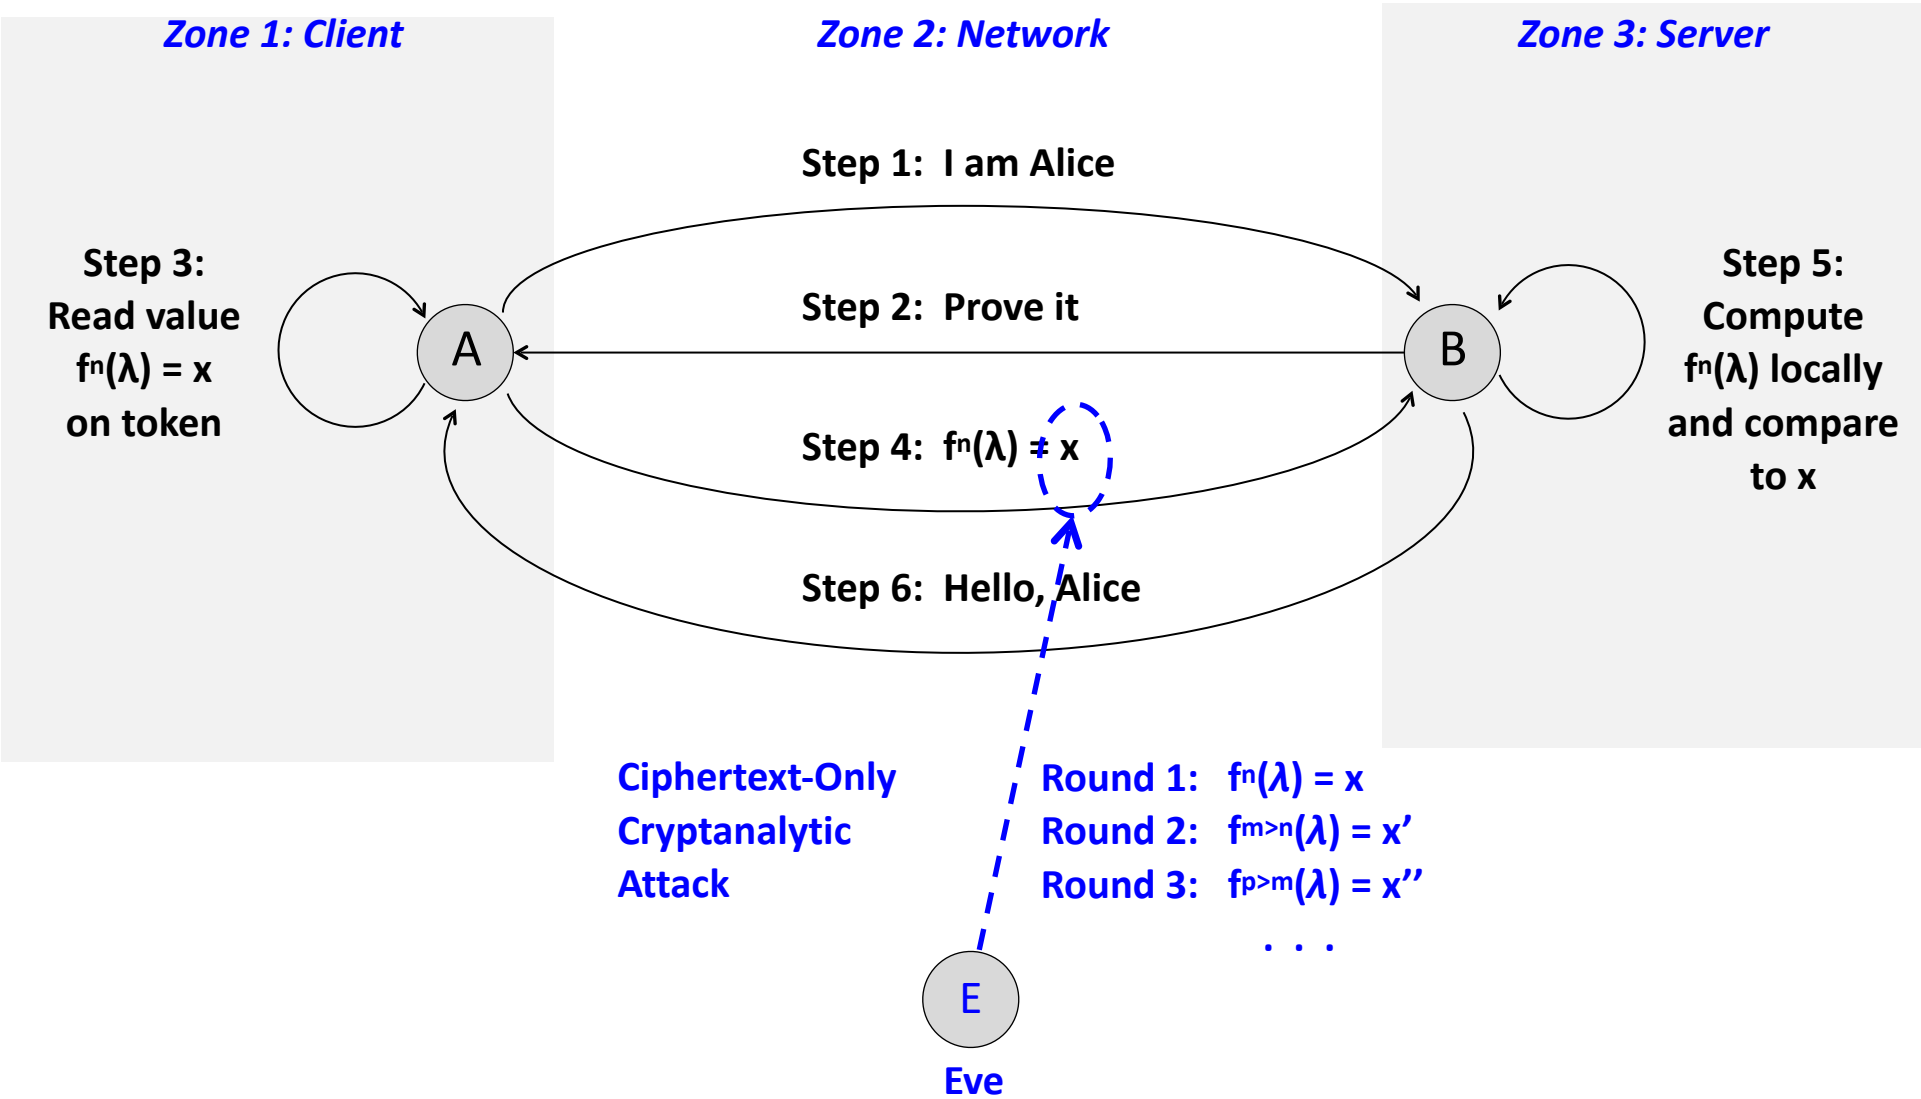 Zone 1: Client
Zone 2: Network
Zone 3: Server
Step 1: I am Alice
Step 3:
Read value
fⁿ(λ) = x
on token
A
Step 2: Prove it
B
Step 5:
Compute
fⁿ(λ) locally
and compare
to x
Step 4: fⁿ(λ) = x
Step 6: Hello, Alice
Ciphertext-Only
Cryptanalytic
Attack
Round 1: fⁿ(λ) = x
Round 2: fᵐ>ⁿ(λ) = x’
Round 3: fᵖ>ᵐ(λ) = x’’
. . .
E
Eve